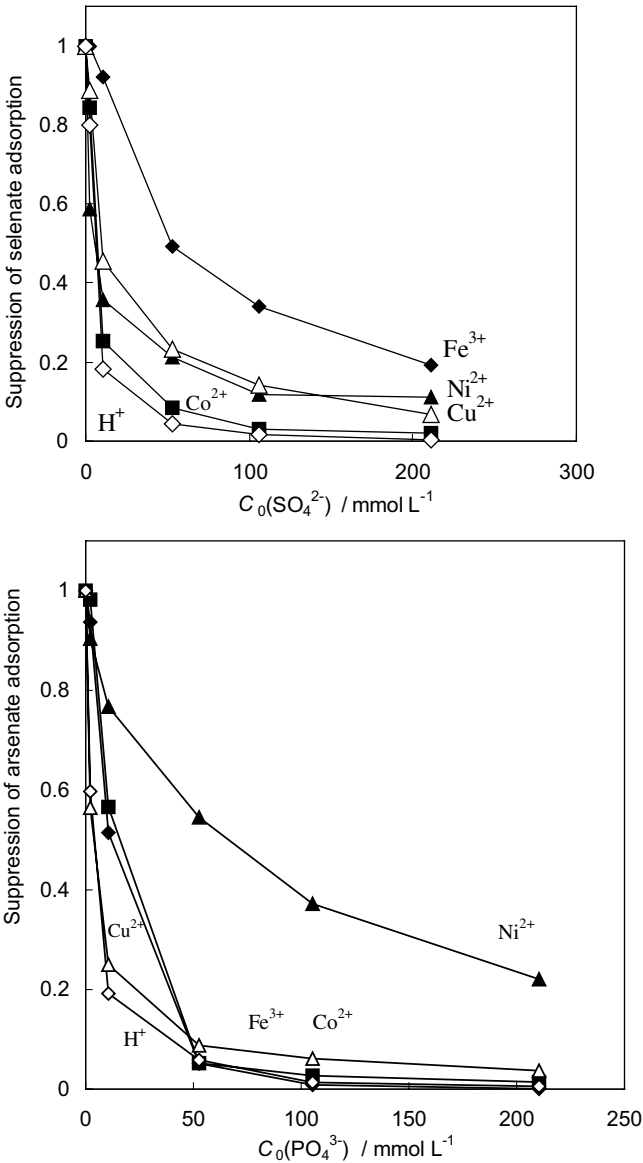 Suppression of selenate adsorption
1
0.8
0.6
0.4
0.2
0
Fe³⁺
Ni²⁺
Co²⁺
Cu²⁺
H⁺
0 100 200 300
C₀(SO₄²⁻) / mmol L⁻¹
Suppression of arsenate adsorption
1
0.8
0.6
0.4
0.2
0
Cu²⁺
Ni²⁺
Fe³⁺ Co²⁺
H⁺
0 50 100 150 200 250
C₀(PO₄³⁻) / mmol L⁻¹